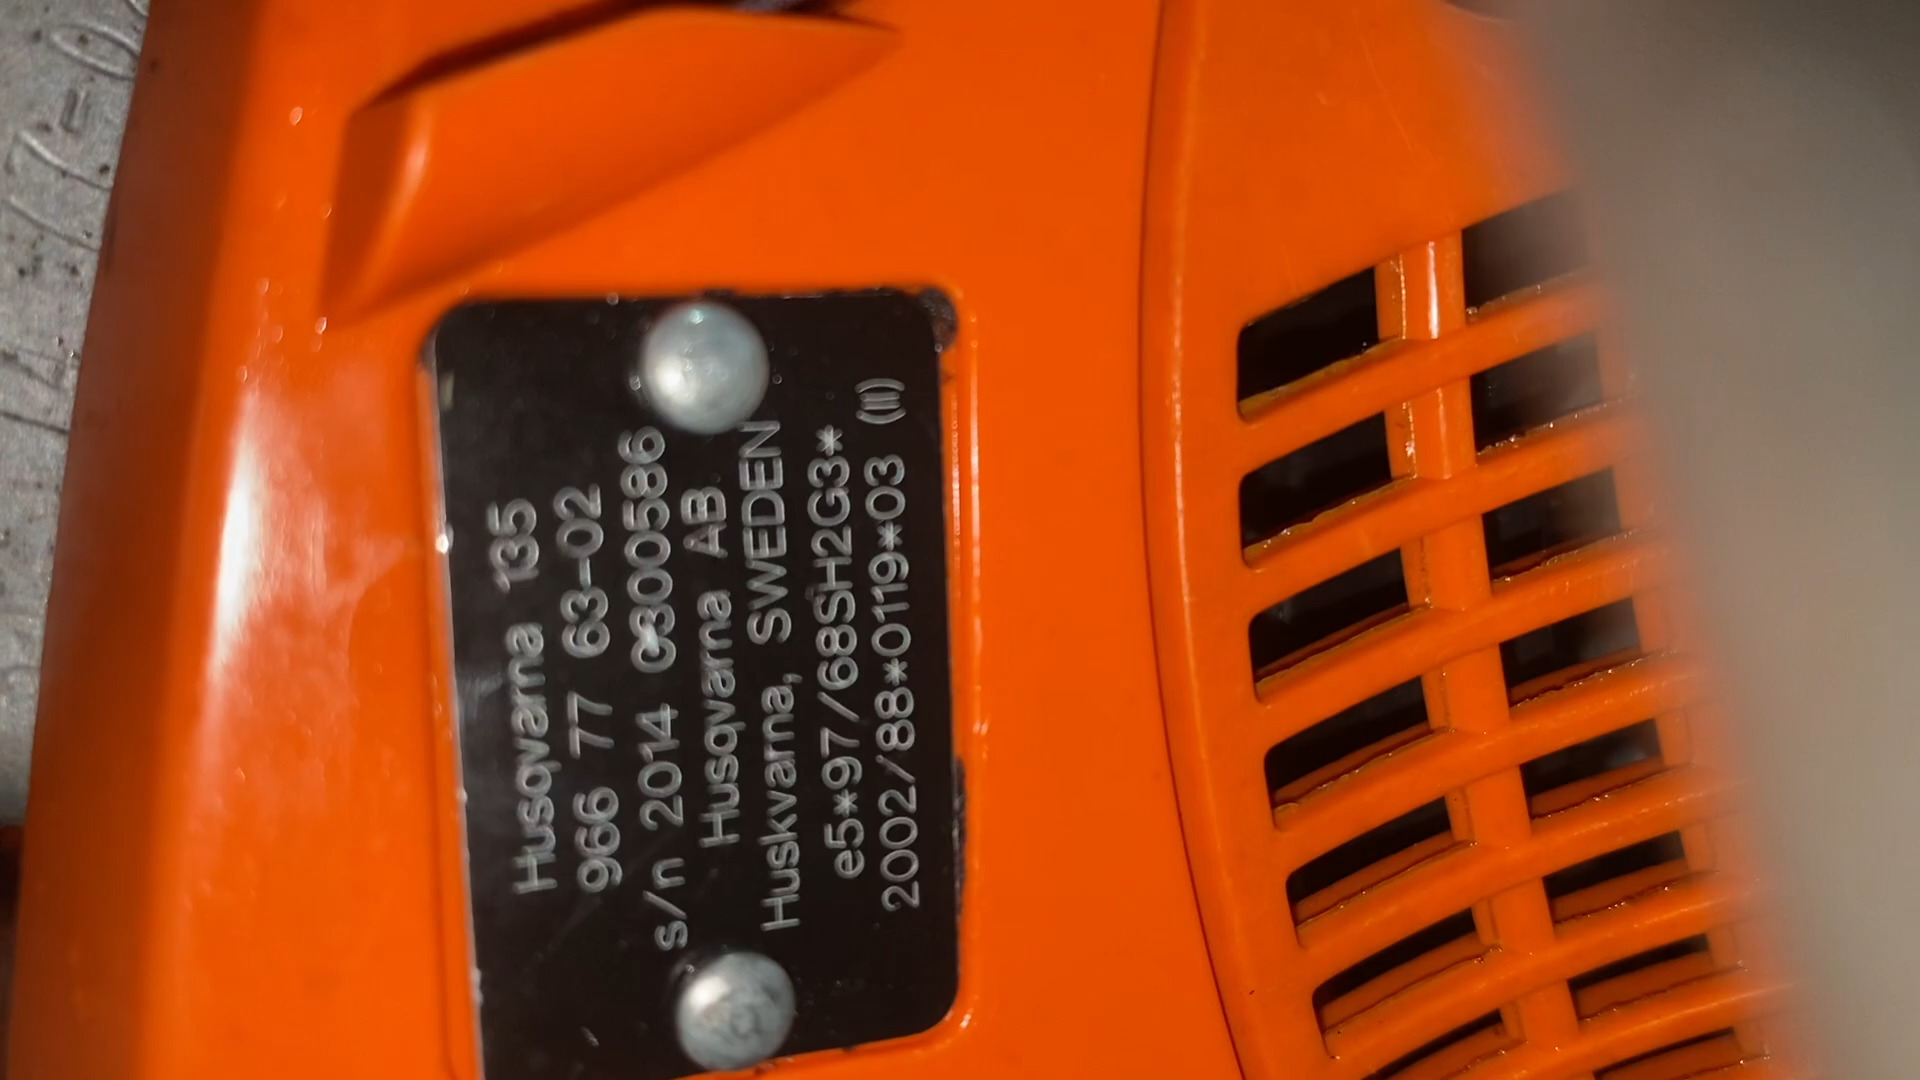 Husqvarna 135
966 77 63-02
s/n 2014 0300586
Husqvarna AB
Huskvarna, SWEDEN
e5*97/68SH2G3*
2002/88*01119*03 (II)